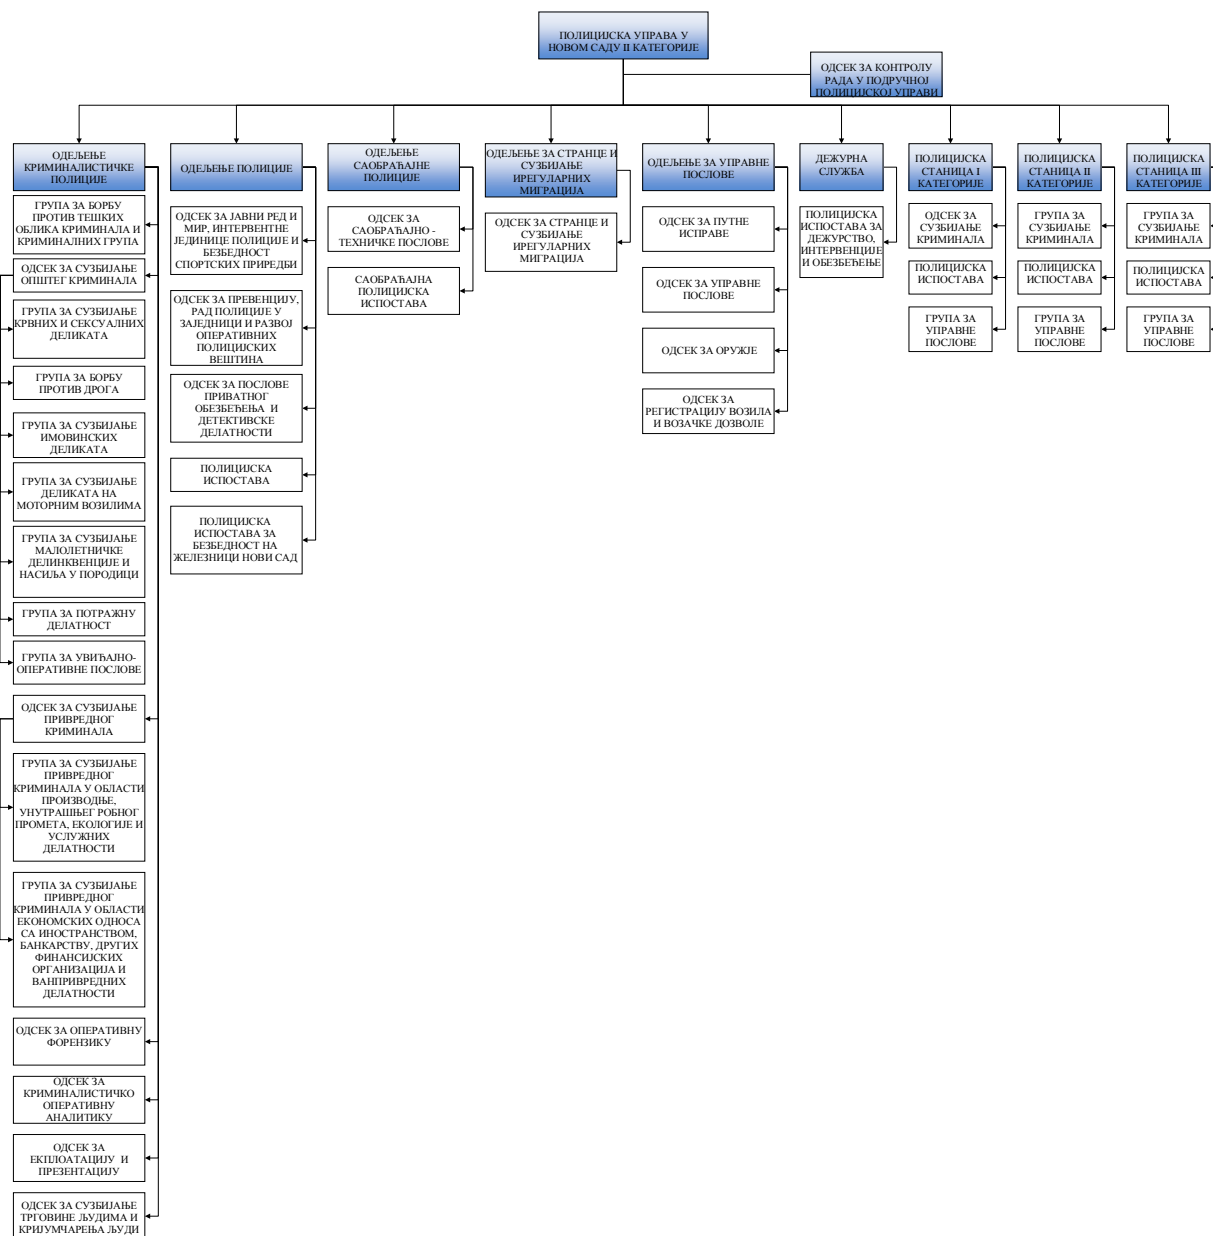 ПОЛИЦИЈСКА УПРАВА У
НОВОМ САДУ II КАТЕГОРИЈЕ
ОДСЕК ЗА КОНТРОЛУ
РАДА У ПОДРУЧНОЈ
ПОЛИЦИЈСКОЈ УПРАВИ
ОДЕЉЕЊЕ
КРИМИНАЛИСТИЧКЕ
ПОЛИЦИЈЕ
ГРУПА ЗА БОРБУ
ПРОТИВ ТЕШКИХ
ОБЛИКА КРИМИНАЛА И
КРИМИНАЛНИХ ГРУПА
ОДСЕК ЗА СУЗБИЈАЊЕ
ОПШТЕГ КРИМИНАЛА
ГРУПА ЗА СУЗБИЈАЊЕ
КРВНИХ И СЕКСУАЛНИХ
ДЕЛИКАТА
ГРУПА ЗА БОРБУ
ПРОТИВ ДРОГА
ГРУПА ЗА СУЗБИЈАЊЕ
ИМОВИНСКИХ
ДЕЛИКАТА
ГРУПА ЗА СУЗБИЈАЊЕ
ДЕЛИКАТА НА
МОТОРНИМ ВОЗИЛИМА
ГРУПА ЗА СУЗБИЈАЊЕ
МАЛОЛЕТНИЧКЕ
ДЕЛИНКВЕНЦИЈЕ И
НАСИЉА У ПОРОДИЦИ
ГРУПА ЗА ПОТРАЖНУ
ДЕЛАТНОСТ
ГРУПА ЗА УВИЂАЈНО-
ОПЕРАТИВНЕ ПОСЛОВЕ
ОДСЕК ЗА СУЗБИЈАЊЕ
ПРИВРЕДНОГ
КРИМИНАЛА
ГРУПА ЗА СУЗБИЈАЊЕ
ПРИВРЕДНОГ
КРИМИНАЛА У ОБЛАСТИ
ПРОИЗВОДЊЕ,
УНУТРАШЊЕГ РОБНОГ
ПРОМЕТА, ЕКОЛОГИЈЕ И
УСЛУЖНИХ
ДЕЛАТНОСТИ
ГРУПА ЗА СУЗБИЈАЊЕ
ПРИВРЕДНОГ
КРИМИНАЛА У ОБЛАСТИ
ЕКОНОМСКИХ ОДНОСА
СА ИНОСТРАНСТВОМ,
БАНКАРСТВУ, ДРУГИХ
ФИНАНСИЈСКИХ
ОРГАНИЗАЦИЈА И
ВАНПРИВРЕДНИХ
ДЕЛАТНОСТИ
ОДСЕК ЗА ОПЕРАТИВНУ
ФОРЕНЗИКУ
ОДСЕК ЗА
КРИМИНАЛИСТИЧКО
ОПЕРАТИВНУ
АНАЛИТИКУ
ОДСЕК ЗА
ЕКПЛОАТАЦИЈУ И
ПРЕЗЕНТАЦИЈУ
ОДСЕК ЗА СУЗБИЈАЊЕ
ТРГОВИНЕ ЉУДИМА И
КРИЈУМЧАРЕЊА ЉУДИ
ОДЕЉЕЊЕ ПОЛИЦИЈЕ
ОДСЕК ЗА ЈАВНИ РЕД И
МИР, ИНТЕРВЕНТНЕ
ЈЕДИНИЦЕ ПОЛИЦИЈЕ И
БЕЗБЕДНОСТ
СПОРТСКИХ ПРИРЕДБИ
ОДСЕК ЗА ПРЕВЕНЦИЈУ,
РАД ПОЛИЦИЈЕ У
ЗАЈЕДНИЦИ И РАЗВОЈ
ОПЕРАТИВНИХ
ПОЛИЦИЈСКИХ
ВЕШТИНА
ОДСЕК ЗА ПОСЛОВЕ
ПРИВАТНОГ
ОБЕЗБЕЂЕЊА И
ДЕТЕКТИВСКЕ
ДЕЛАТНОСТИ
ПОЛИЦИЈСКА
ИСПОСТАВА
ПОЛИЦИЈСКА
ИСПОСТАВА ЗА
БЕЗБЕДНОСТ НА
ЖЕЛЕЗНИЦИ НОВИ САД
ОДЕЉЕЊЕ
САОБРАЋАЈНЕ
ПОЛИЦИЈЕ
ОДСЕК ЗА
САОБРАЋАЈНО -
ТЕХНИЧКЕ ПОСЛОВЕ
САОБРАЋАЈНА
ПОЛИЦИЈСКА
ИСПОСТАВА
ОДЕЉЕЊЕ ЗА СТРАНЦЕ И
СУЗБИЈАЊЕ
ИРЕГУЛАРНИХ
МИГРАЦИЈА
ОДСЕК ЗА СТРАНЦЕ И
СУЗБИЈАЊЕ
ИРЕГУЛАРНИХ
МИГРАЦИЈА
ОДЕЉЕЊЕ ЗА УПРАВНЕ
ПОСЛОВЕ
ОДСЕК ЗА ПУТНЕ
ИСПРАВЕ
ОДСЕК ЗА УПРАВНЕ
ПОСЛОВЕ
ОДСЕК ЗА ОРУЖЈЕ
ОДСЕК ЗА
РЕГИСТРАЦИЈУ ВОЗИЛА
И ВОЗАЧКЕ ДОЗВОЛЕ
ДЕЖУРНА
СЛУЖБА
ПОЛИЦИЈСКА
ИСПОСТАВА ЗА
ДЕЖУРСТВО,
ИНТЕРВЕНЦИЈЕ
И ОБЕЗБЕЂЕЊЕ
ПОЛИЦИЈСКА
СТАНИЦА I
КАТЕГОРИЈЕ
ОДСЕК ЗА
СУЗБИЈАЊЕ
КРИМИНАЛА
ПОЛИЦИЈСКА
ИСПОСТАВА
ГРУПА ЗА
УПРАВНЕ
ПОСЛОВЕ
ПОЛИЦИЈСКА
СТАНИЦА II
КАТЕГОРИЈЕ
ГРУПА ЗА
СУЗБИЈАЊЕ
КРИМИНАЛА
ПОЛИЦИЈСКА
ИСПОСТАВА
ГРУПА ЗА
УПРАВНЕ
ПОСЛОВЕ
ПОЛИЦИЈСКА
СТАНИЦА III
КАТЕГОРИЈЕ
ГРУПА ЗА
СУЗБИЈАЊЕ
КРИМИНАЛА
ПОЛИЦИЈСКА
ИСПОСТАВА
ГРУПА ЗА
УПРАВНЕ
ПОСЛОВЕ